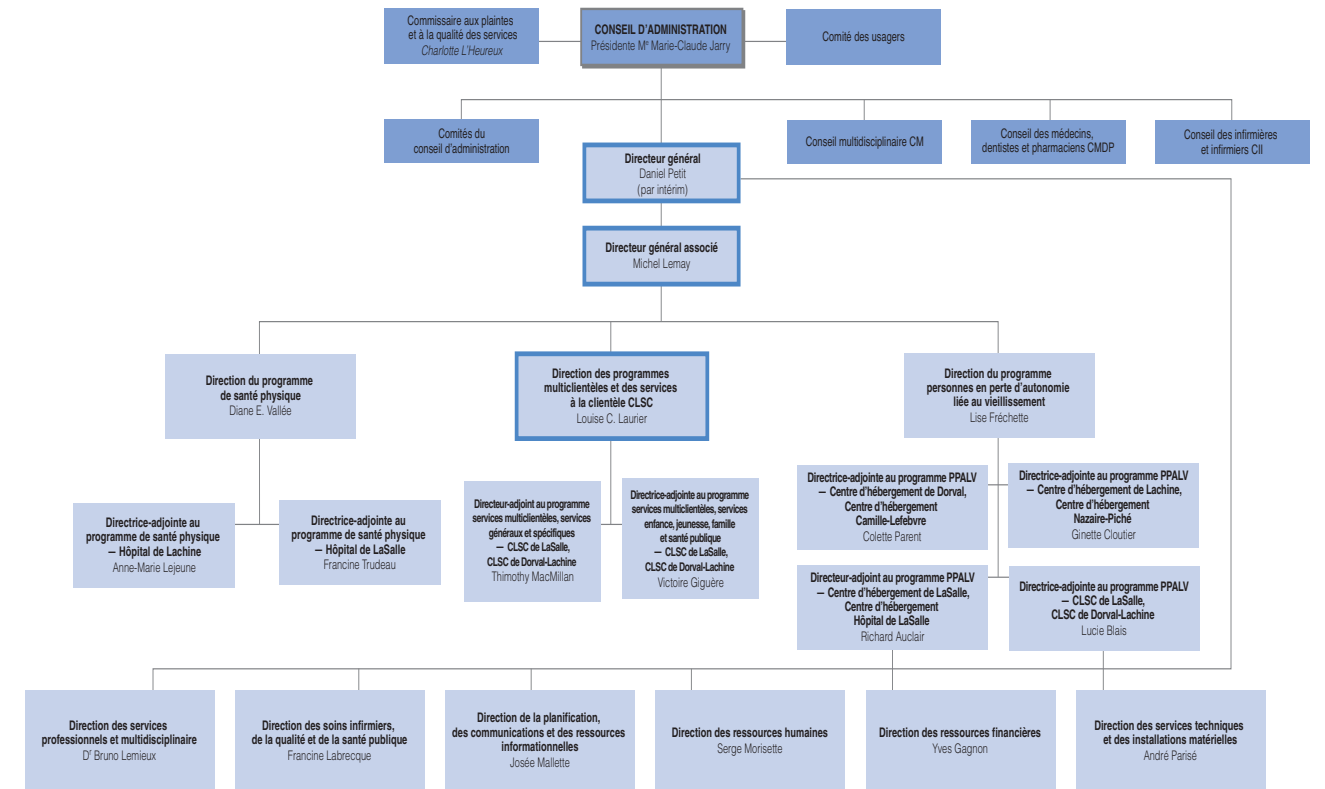 Commissaire aux plaintes
et à la qualité des services
Charlotte L'Heureux
CONSEIL D'ADMINISTRATION
Présidente Me Marie-Claude Jarry
Comité des usagers
Comités du
conseil d'administration
Conseil multidisciplinaire CM
Conseil des médecins,
dentistes et pharmaciens CMDP
Conseil des infirmières
et infirmiers CII
Directeur général
Daniel Petit
(par intérim)
Directeur général associé
Michel Lemay
Direction du programme
de santé physique
Diane E. Vallée
Direction des programmes
multiclientèles et des services
à la clientèle CLSC
Louise C. Laurier
Direction du programme
personnes en perte d'autonomie
liée au vieillissement
Lise Fréchette
Directrice-adjointe au
programme de santé physique
— Hôpital de Lachine
Anne-Marie Lejeune
Directrice-adjointe au
programme de santé physique
— Hôpital de LaSalle
Francine Trudeau
Directeur-adjoint au programme
services multiclientèles, services
généraux et spécifiques
— CLSC de LaSalle,
CLSC de Dorval-Lachine
Thimothy MacMillan
Directrice-adjointe au programme
services multiclientèles, services
enfance, jeunesse, famille
et santé publique
— CLSC de LaSalle,
CLSC de Dorval-Lachine
Victoire Giguère
Directrice-adjointe au programme PPALV
— Centre d'hébergement de Dorval,
Centre d'hébergement
Camille-Lefebvre
Colette Parent
Directrice-adjointe au programme PPALV
— Centre d'hébergement de Lachine,
Centre d'hébergement
Nazaire-Piché
Ginette Cloutier
Directeur-adjoint au programme PPALV
— Centre d'hébergement de LaSalle,
Centre d'hébergement
Hôpital de LaSalle
Richard Auclair
Directrice-adjointe au programme PPALV
— CLSC de LaSalle,
CLSC de Dorval-Lachine
Lucie Blais
Direction des services
professionnels et multidisciplinaire
Dr Bruno Lemieux
Direction des soins infirmiers,
de la qualité et de la santé publique
Francine Labrecque
Direction de la planification,
des communications et des ressources
informationnelles
Josée Mallette
Direction des ressources humaines
Serge Morisette
Direction des ressources financières
Yves Gagnon
Direction des services techniques
et des installations matérielles
André Parisé